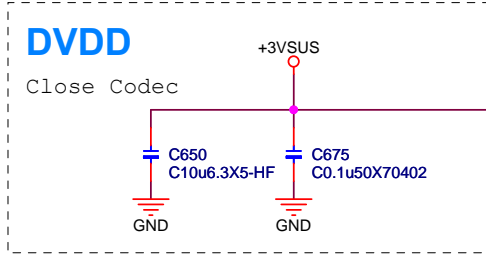 DVDD
+3VSUS
Close Codec
C650
C10u6.3X5-HF
C675
C0.1u50X70402
GND
GND